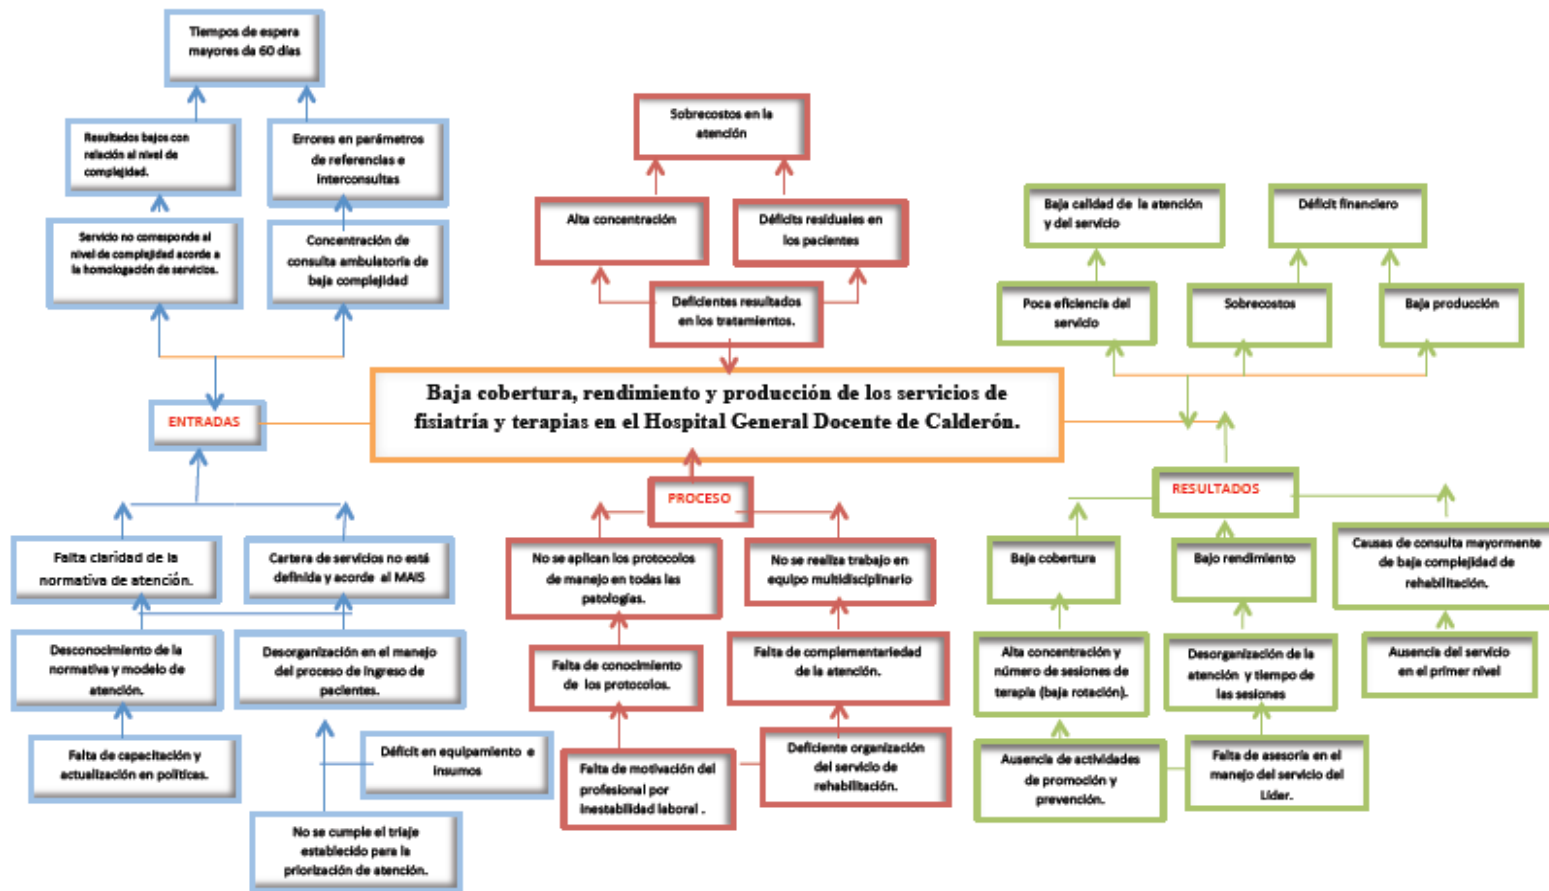 Tiempos de espera
mayores da 60 días
Resultados bajos con
relación al nivel de
complejidad.
Errores en parámetros
de referencias e
interconsultas
Servicio no corresponde al
nivel de complejidad acorde a
la homologación de servicios.
Concentración de
consulta ambulatoria de
baja complejidad
Sobrecostos en la
atención
Alta concentración
Déficits residuales en
los pacientes
Deficientes resultados
en los tratamientos.
Baja calidad de la atención
y del servicio
Déficit financiero
Poca eficiencia del
servicio
Sobrecostos
Baja producción
Baja cobertura, rendimiento y producción de los servicios de
fisiatría y terapias en el Hospital General Docente de Calderón.
ENTRADAS
PROCESO
RESULTADOS
Falta claridad de la
normativa de atención.
Cartera de servicios no está
definida y acorde al MAIS
Desconocimiento de la
normativa y modelo de
atención.
Desorganización en el manejo
del proceso de ingreso de
pacientes.
Falta de capacitación y
actualización en políticas.
Déficit en equipamiento e
insumos
No se cumple el triaje
establecido para la
priorización de atención.
No se aplican los protocolos
de manejo en todas las
patologías.
No se realiza trabajo en
equipo multidisciplinario
Falta de conocimiento
de los protocolos.
Falta de complementariedad
de la atención.
Falta de motivación del
profesional por
inestabilidad laboral .
Deficiente organización
del servicio de
rehabilitación.
Baja cobertura
Bajo rendimiento
Causas de consulta mayormente
de baja complejidad de
rehabilitación.
Alta concentración y
número de sesiones de
terapia (baja rotación).
Desorganización de la
atención y tiempo de
las sesiones
Ausencia del servicio
en el primer nivel
Ausencia de actividades
de promoción y
prevención.
Falta de asesoría en el
manejo del servicio del
Líder.